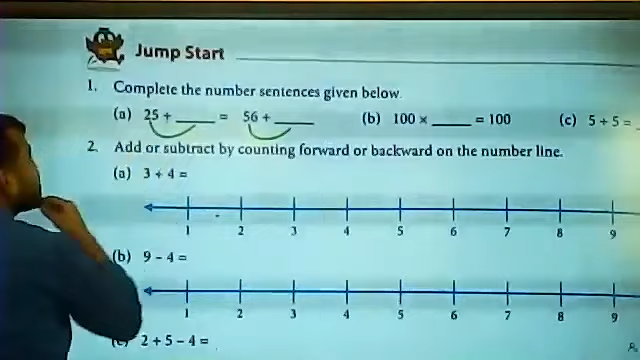 Jump Start
1. Complete the number sentences given below.
(a) 25 + ____ = 56 + ____ (b) 100 × ____ = 100 (c) 5 + 5 =
2. Add or subtract by counting forward or backward on the number line.
(a) 3 + 4 =
1 2 3 4 5 6 7 8 9
(b) 9 – 4 =
1 2 3 4 5 6 7 8 9
(c) 2 + 5 – 4 =